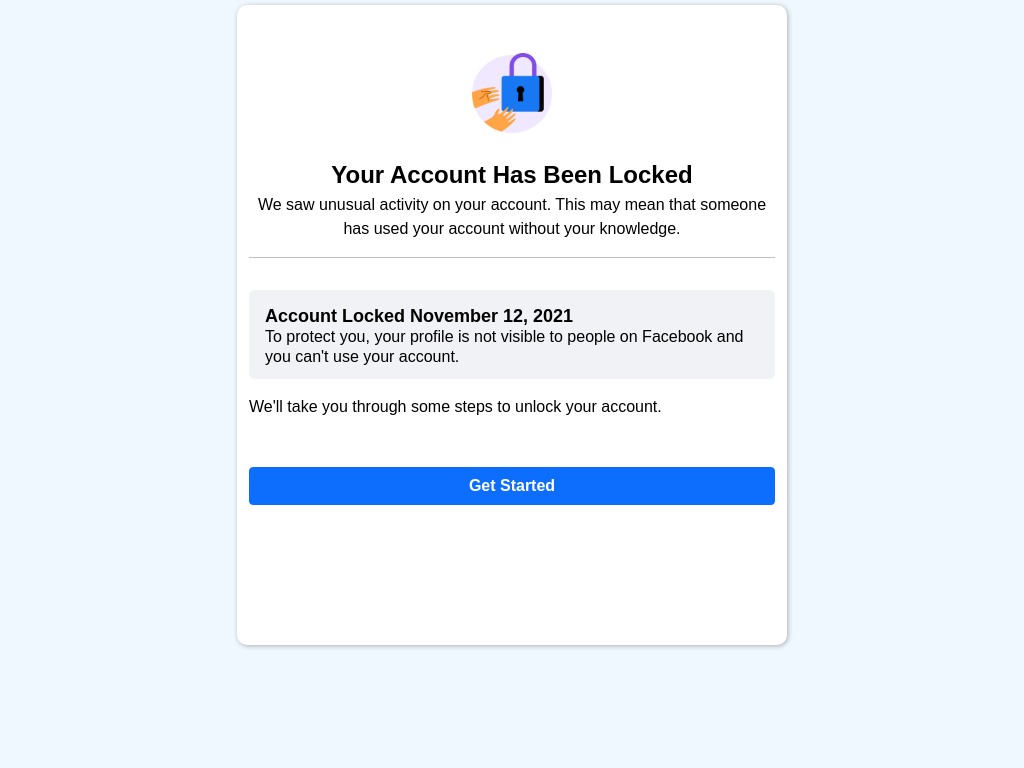 Your Account Has Been Locked
We saw unusual activity on your account. This may mean that someone
has used your account without your knowledge.
Account Locked November 12, 2021
To protect you, your profile is not visible to people on Facebook and
you can't use your account.
We'll take you through some steps to unlock your account.
Get Started